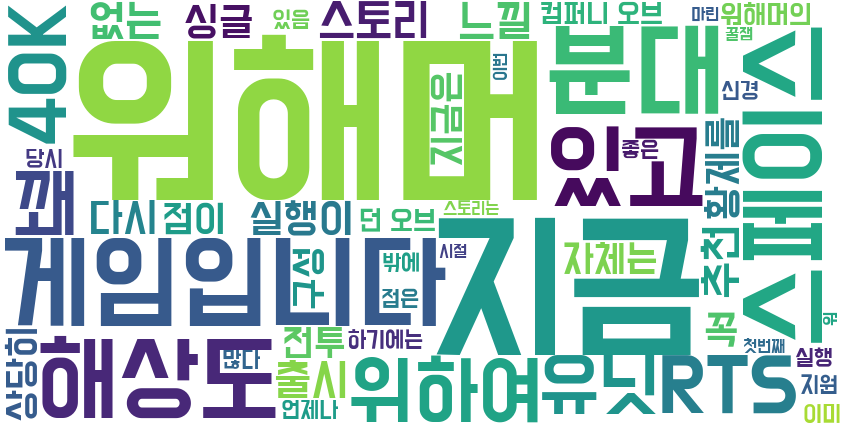 40K
없는
싱글
있음
스토리
느낄
컴퍼니 오브
마린
워해머의
꿀잼
워해머
지금은
이번
분대
신경
스페이스
당시
꽤
있고
좋은
황제를
다시
점이
실행이
던 오브
스토리는
추천
게임입니다
구성
밖에
점은
시절
지금
자체는
상당히
해상도
많다
전투
출시
하기에는
언제나
위하여
유닛
RTS
꼭
첫번째
워
실행
지원
이미